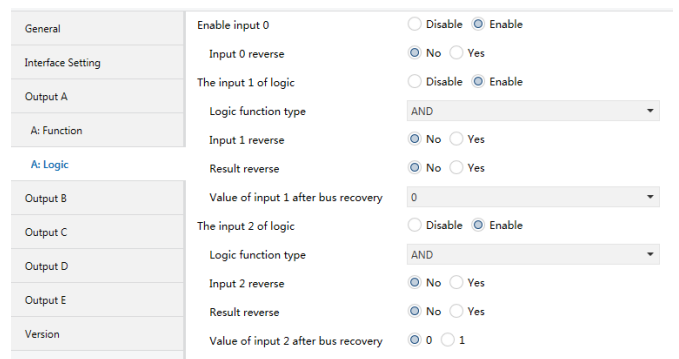 General
Interface Setting
Output A
A: Function
A: Logic
Output B
Output C
Output D
Output E
Version
Enable input 0 Disable Enable
Input 0 reverse No Yes
The input 1 of logic Disable Enable
Logic function type AND
Input 1 reverse No Yes
Result reverse No Yes
Value of input 1 after bus recovery 0
The input 2 of logic Disable Enable
Logic function type AND
Input 2 reverse No Yes
Result reverse No Yes
Value of input 2 after bus recovery 0 1